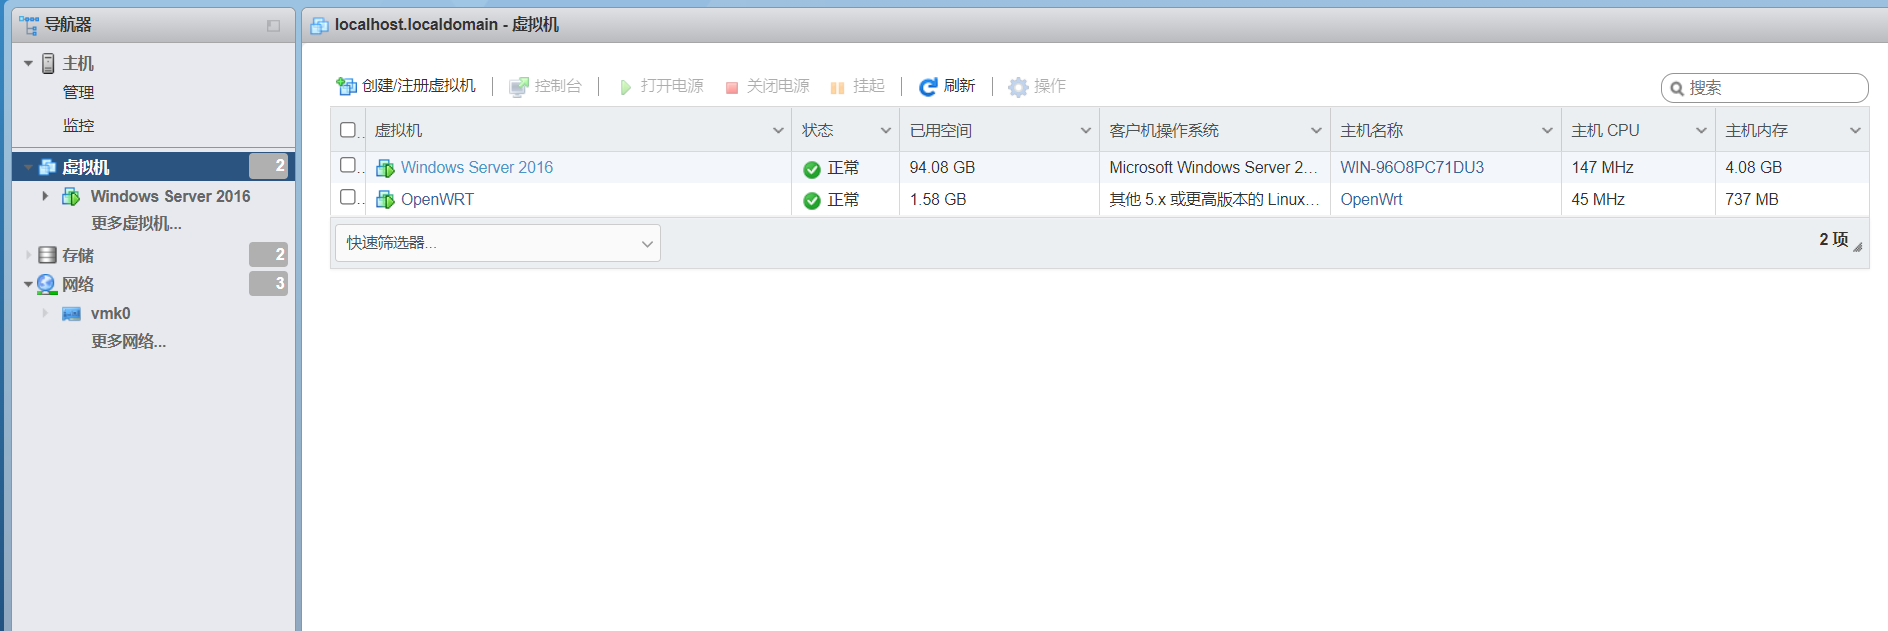 导航器
主机
管理
监控
虚拟机 2
Windows Server 2016
更多虚拟机...
存储 2
网络 3
vmk0
更多网络...
localhost.localdomain - 虚拟机
创建/注册虚拟机 控制台 打开电源 关闭电源 挂起 刷新 操作 搜索
虚拟机 状态 已用空间 客户机操作系统 主机名称 主机 CPU 主机内存
Windows Server 2016 正常 94.08 GB Microsoft Windows Server 2... WIN-96O8PC71DU3 147 MHz 4.08 GB
OpenWRT 正常 1.58 GB 其他 5.x 或更高版本的 Linux... OpenWrt 45 MHz 737 MB
快速筛选器... 2 项